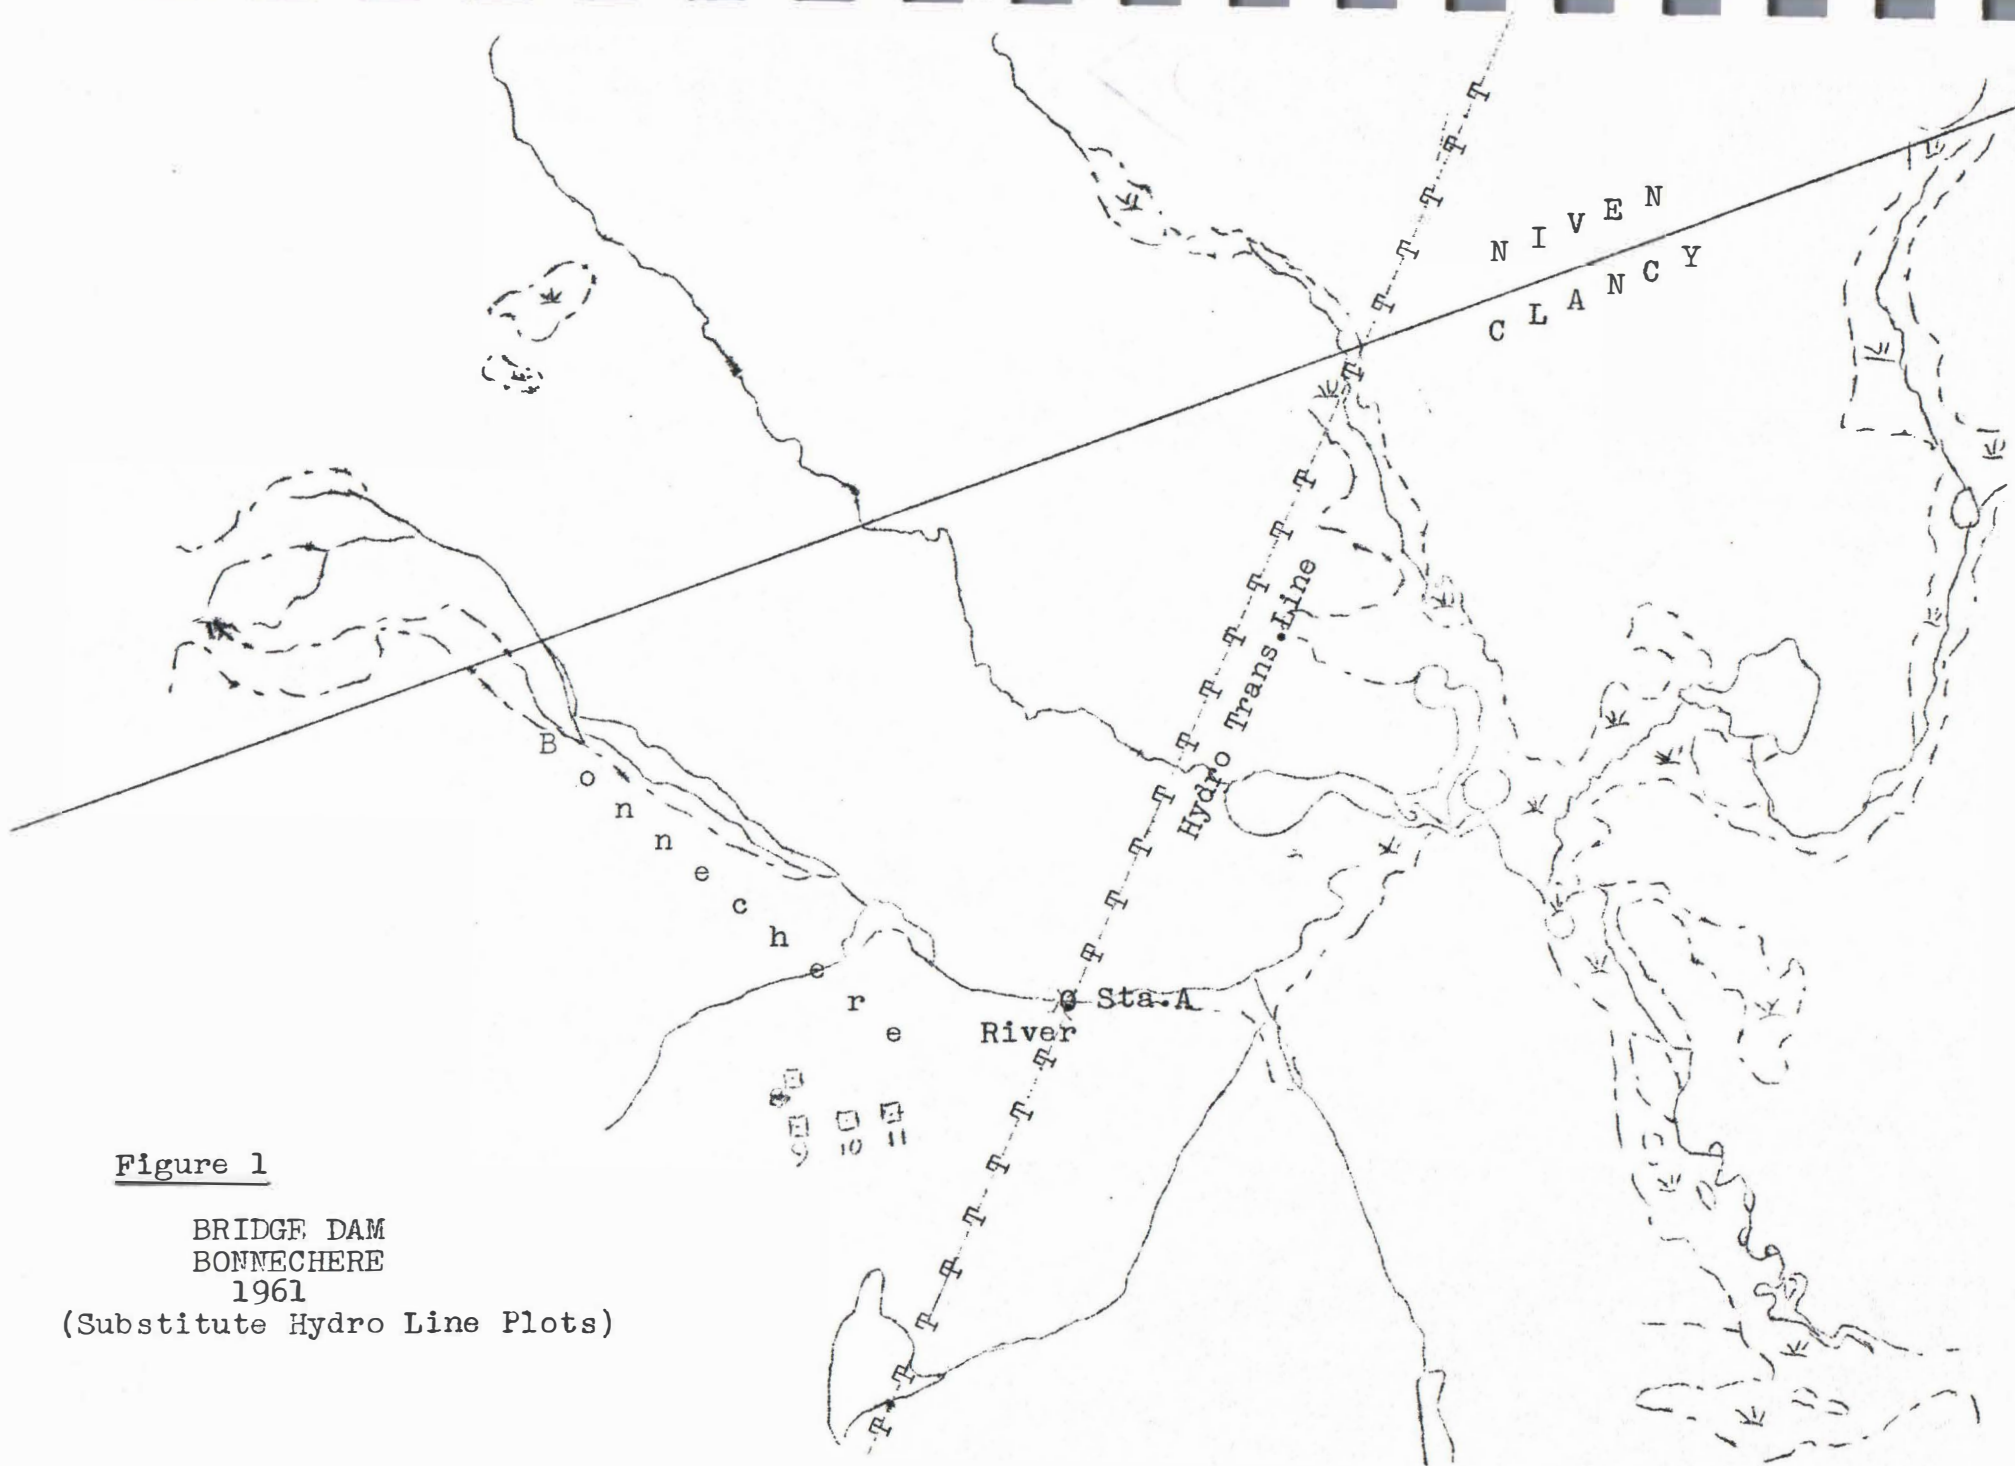 NIVEN
CLANCY
Hydro Trans.Line
Bonnechere River
Sta.A
9 10 11
Figure 1
BRIDGE DAM
BONNECHERE
1961
(Substitute Hydro Line Plots)